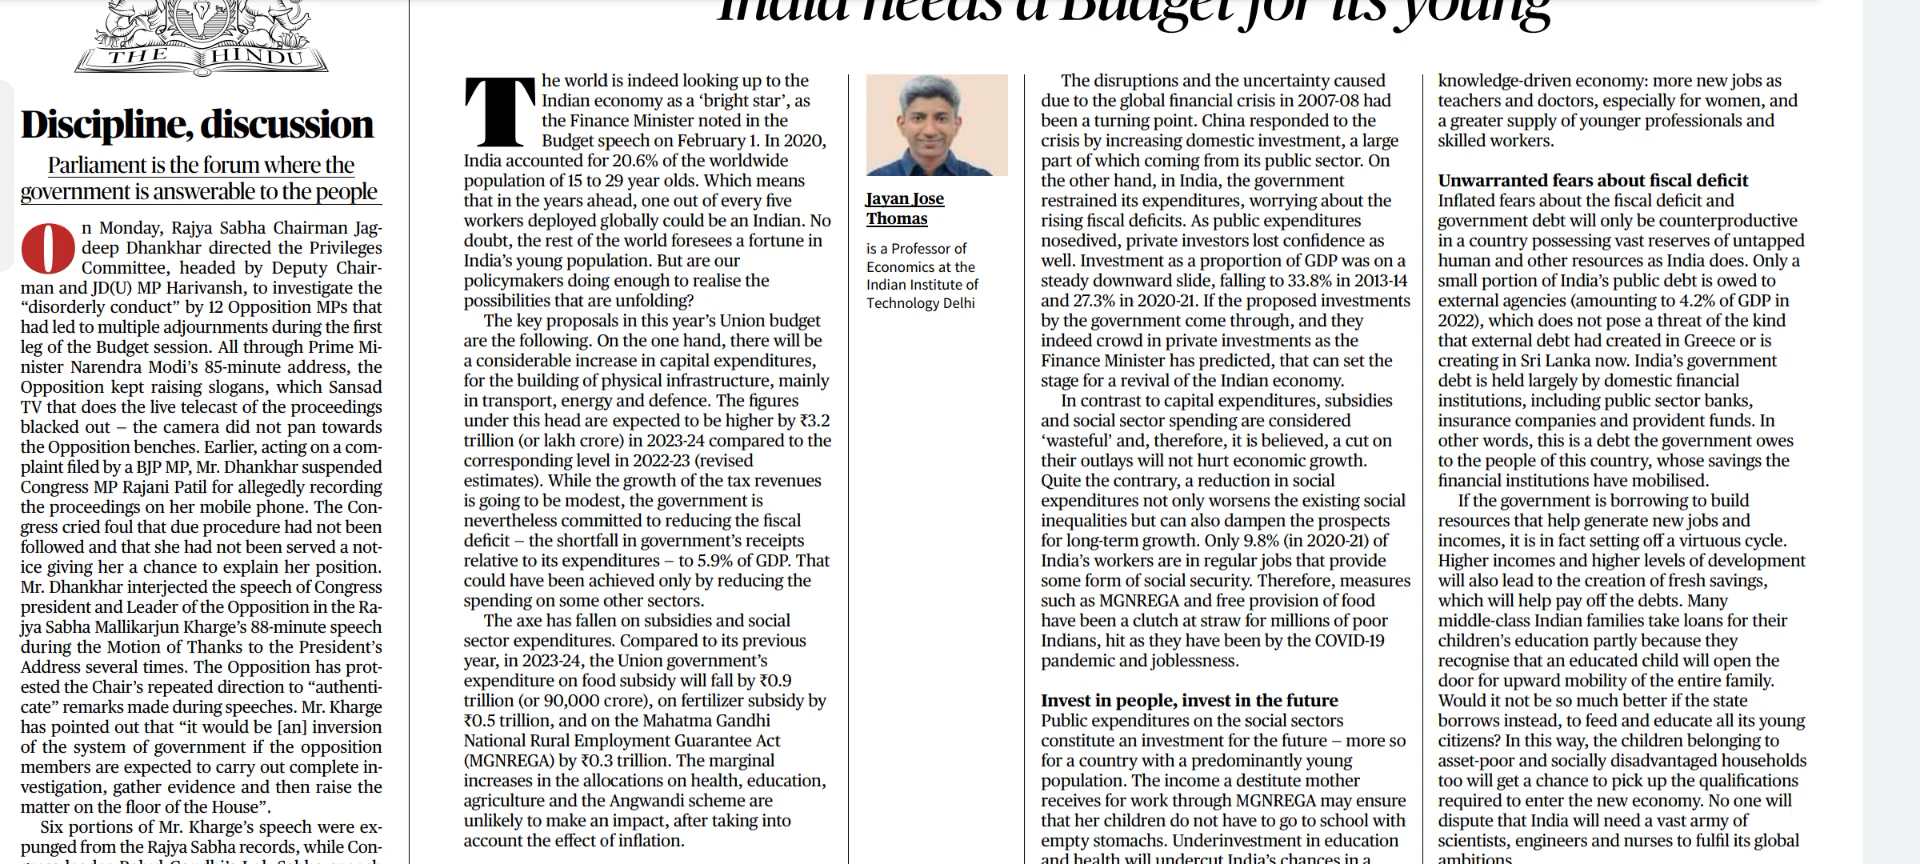 India needs a Budget for its young
THE HINDU
Discipline, discussion
Parliament is the forum where the
government is answerable to the people
On Monday, Rajya Sabha Chairman Jag-
deep Dhankhar directed the Privileges
Committee, headed by Deputy Chair-
man and JD(U) MP Harivansh, to investigate the
“disorderly conduct” by 12 Opposition MPs that
had led to multiple adjournments during the first
leg of the Budget session. All through Prime Mi-
nister Narendra Modi’s 85-minute address, the
Opposition kept raising slogans, which Sansad
TV that does the live telecast of the proceedings
blacked out – the camera did not pan towards
the Opposition benches. Earlier, acting on a com-
plaint filed by a BJP MP, Mr. Dhankhar suspended
Congress MP Rajani Patil for allegedly recording
the proceedings on her mobile phone. The Con-
gress cried foul that due procedure had not been
followed and that she had not been served a not-
ice giving her a chance to explain her position.
Mr. Dhankhar interjected the speech of Congress
president and Leader of the Opposition in the Ra-
jya Sabha Mallikarjun Kharge’s 88-minute speech
during the Motion of Thanks to the President’s
Address several times. The Opposition has prot-
ested the Chair’s repeated direction to “authenti-
cate” remarks made during speeches. Mr. Kharge
has pointed out that “it would be [an] inversion
of the system of government if the opposition
members are expected to carry out complete in-
vestigation, gather evidence and then raise the
matter on the floor of the House”.
Six portions of Mr. Kharge’s speech were ex-
punged from the Rajya Sabha records, while Con-
The world is indeed looking up to the
Indian economy as a ‘bright star’, as
the Finance Minister noted in the
Budget speech on February 1. In 2020,
India accounted for 20.6% of the worldwide
population of 15 to 29 year olds. Which means
that in the years ahead, one out of every five
workers deployed globally could be an Indian. No
doubt, the rest of the world foresees a fortune in
India’s young population. But are our
policymakers doing enough to realise the
possibilities that are unfolding?
The key proposals in this year’s Union budget
are the following. On the one hand, there will be
a considerable increase in capital expenditures,
for the building of physical infrastructure, mainly
in transport, energy and defence. The figures
under this head are expected to be higher by ₹3.2
trillion (or lakh crore) in 2023-24 compared to the
corresponding level in 2022-23 (revised
estimates). While the growth of the tax revenues
is going to be modest, the government is
nevertheless committed to reducing the fiscal
deficit – the shortfall in government’s receipts
relative to its expenditures – to 5.9% of GDP. That
could have been achieved only by reducing the
spending on some other sectors.
The axe has fallen on subsidies and social
sector expenditures. Compared to its previous
year, in 2023-24, the Union government’s
expenditure on food subsidy will fall by ₹0.9
trillion (or 90,000 crore), on fertilizer subsidy by
₹0.5 trillion, and on the Mahatma Gandhi
National Rural Employment Guarantee Act
(MGNREGA) by ₹0.3 trillion. The marginal
increases in the allocations on health, education,
agriculture and the Angwandi scheme are
unlikely to make an impact, after taking into
account the effect of inflation.
Jayan Jose
Thomas
is a Professor of
Economics at the
Indian Institute of
Technology Delhi
The disruptions and the uncertainty caused
due to the global financial crisis in 2007-08 had
been a turning point. China responded to the
crisis by increasing domestic investment, a large
part of which coming from its public sector. On
the other hand, in India, the government
restrained its expenditures, worrying about the
rising fiscal deficits. As public expenditures
nosedived, private investors lost confidence as
well. Investment as a proportion of GDP was on a
steady downward slide, falling to 33.8% in 2013-14
and 27.3% in 2020-21. If the proposed investments
by the government come through, and they
indeed crowd in private investments as the
Finance Minister has predicted, that can set the
stage for a revival of the Indian economy.
In contrast to capital expenditures, subsidies
and social sector spending are considered
‘wasteful’ and, therefore, it is believed, a cut on
their outlays will not hurt economic growth.
Quite the contrary, a reduction in social
expenditures not only worsens the existing social
inequalities but can also dampen the prospects
for long-term growth. Only 9.8% (in 2020-21) of
India’s workers are in regular jobs that provide
some form of social security. Therefore, measures
such as MGNREGA and free provision of food
have been a clutch at straw for millions of poor
Indians, hit as they have been by the COVID-19
pandemic and joblessness.
Invest in people, invest in the future
Public expenditures on the social sectors
constitute an investment for the future – more so
for a country with a predominantly young
population. The income a destitute mother
receives for work through MGNREGA may ensure
that her children do not have to go to school with
empty stomachs. Underinvestment in education
and health will undercut India’s chances in a
knowledge-driven economy: more new jobs as
teachers and doctors, especially for women, and
a greater supply of younger professionals and
skilled workers.
Unwarranted fears about fiscal deficit
Inflated fears about the fiscal deficit and
government debt will only be counterproductive
in a country possessing vast reserves of untapped
human and other resources as India does. Only a
small portion of India’s public debt is owed to
external agencies (amounting to 4.2% of GDP in
2022), which does not pose a threat of the kind
that external debt had created in Greece or is
creating in Sri Lanka now. India’s government
debt is held largely by domestic financial
institutions, including public sector banks,
insurance companies and provident funds. In
other words, this is a debt the government owes
to the people of this country, whose savings the
financial institutions have mobilised.
If the government is borrowing to build
resources that help generate new jobs and
incomes, it is in fact setting off a virtuous cycle.
Higher incomes and higher levels of development
will also lead to the creation of fresh savings,
which will help pay off the debts. Many
middle-class Indian families take loans for their
children’s education partly because they
recognise that an educated child will open the
door for upward mobility of the entire family.
Would it not be so much better if the state
borrows instead, to feed and educate all its young
citizens? In this way, the children belonging to
asset-poor and socially disadvantaged households
too will get a chance to pick up the qualifications
required to enter the new economy. No one will
dispute that India will need a vast army of
scientists, engineers and nurses to fulfil its global
ambitions.